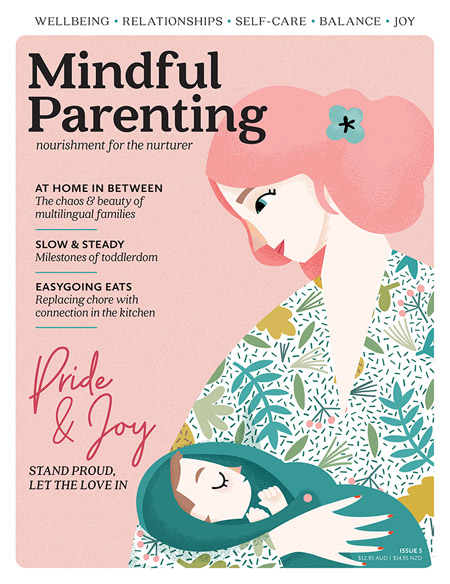 WELLBEING • RELATIONSHIPS • SELF-CARE • BALANCE • JOY
Mindful
Parenting
nourishment for the nurturer
AT HOME IN BETWEEN
The chaos & beauty of
multilingual families
SLOW & STEADY
Milestones of toddlerdom
EASYGOING EATS
Replacing chore with
connection in the kitchen
Pride
& Joy
STAND PROUD,
LET THE LOVE IN
ISSUE 5
$12.95 AUD | $14.95 NZD